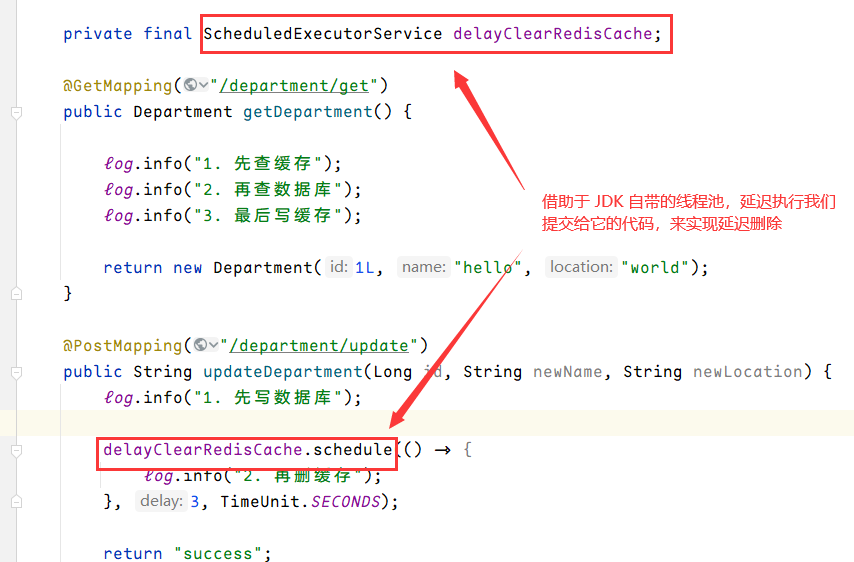 private final ScheduledExecutorService delayClearRedisCache;
@GetMapping("/department/get")
public Department getDepartment() {
log.info("1. 先查缓存");
log.info("2. 再查数据库");
log.info("3. 最后写缓存");
借助于 JDK 自带的线程池，延迟执行我们
提交给它的代码，来实现延迟删除
return new Department( id: 1L, name: "hello", location: "world");
}
@PostMapping("/department/update")
public String updateDepartment(Long id, String newName, String newLocation) {
log.info("1. 先写数据库");
delayClearRedisCache.schedule(() -> {
log.info("2. 再删缓存");
}, delay: 3, TimeUnit.SECONDS);
return "success";